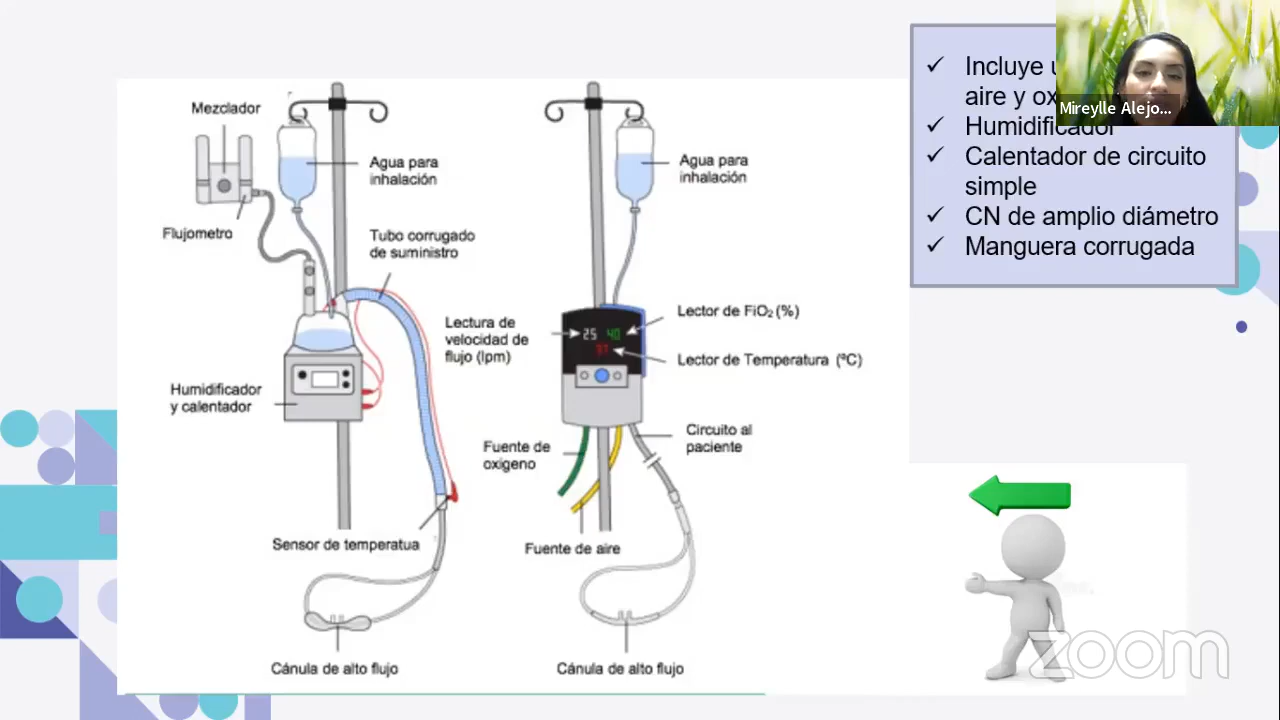 Mezclador
Agua para
inhalación
Flujometro
Tubo corrugado
de suministro
Humidificador
y calentador
Sensor de temperatua
Cánula de alto flujo
Agua para
inhalación
Lectura de
velocidad de
flujo (lpm)
25 40
37
Lector de FiO₂ (%)
Lector de Temperatura (ºC)
Fuente de
oxigeno
Circuito al
paciente
Fuente de aire
Cánula de alto flujo
✓ Incluye
aire y
✓ Humidificador
✓ Calentador de circuito
simple
✓ CN de amplio diámetro
✓ Manguera corrugada
Mireylle Alejo...
zoom